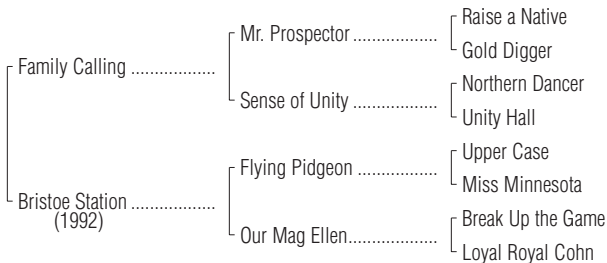 Raise a Native
Mr. Prospector ..................
Gold Digger
Family Calling ..................
Northern Dancer
Sense of Unity ..................
Unity Hall
Upper Case
Flying Pidgeon .................
Miss Minnesota
Bristoe Station ..................
(1992)
Break Up the Game
Our Mag Ellen...................
Loyal Royal Cohn